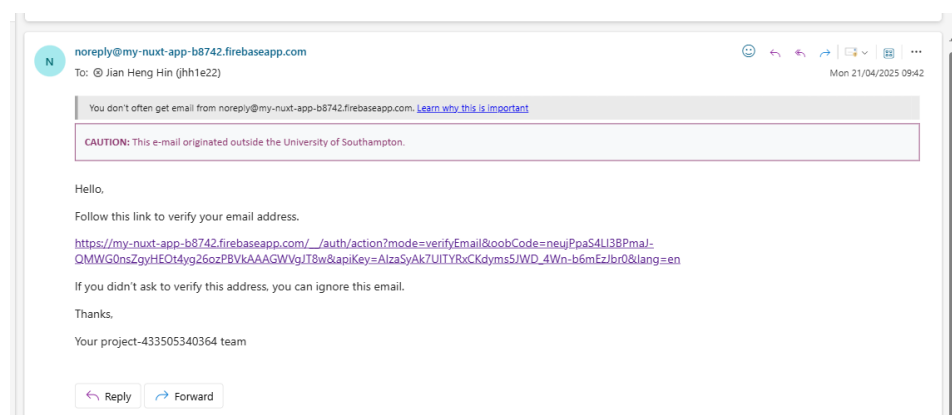 noreply@my-nuxt-app-b8742.firebaseapp.com
N
To: Jian Heng Hin (jhh1e22)
Mon 21/04/2025 09:42
You don't often get email from noreply@my-nuxt-app-b8742.firebaseapp.com. Learn why this is important
CAUTION: This e-mail originated outside the University of Southampton.
Hello,
Follow this link to verify your email address.
https://my-nuxt-app-b8742.firebaseapp.com/__/auth/action?mode=verifyEmail&oobCode=neujPpaS4LI3BPmaJ-
QMWG0nsZgyHEOt4yg26ozPBVkAAAGWVgJT8w&apiKey=AIzaSyAk7UITYRxCKdyms5JWD_4Wn-b6mEzJbr0&lang=en
If you didn't ask to verify this address, you can ignore this email.
Thanks,
Your project-433505340364 team
Reply
Forward